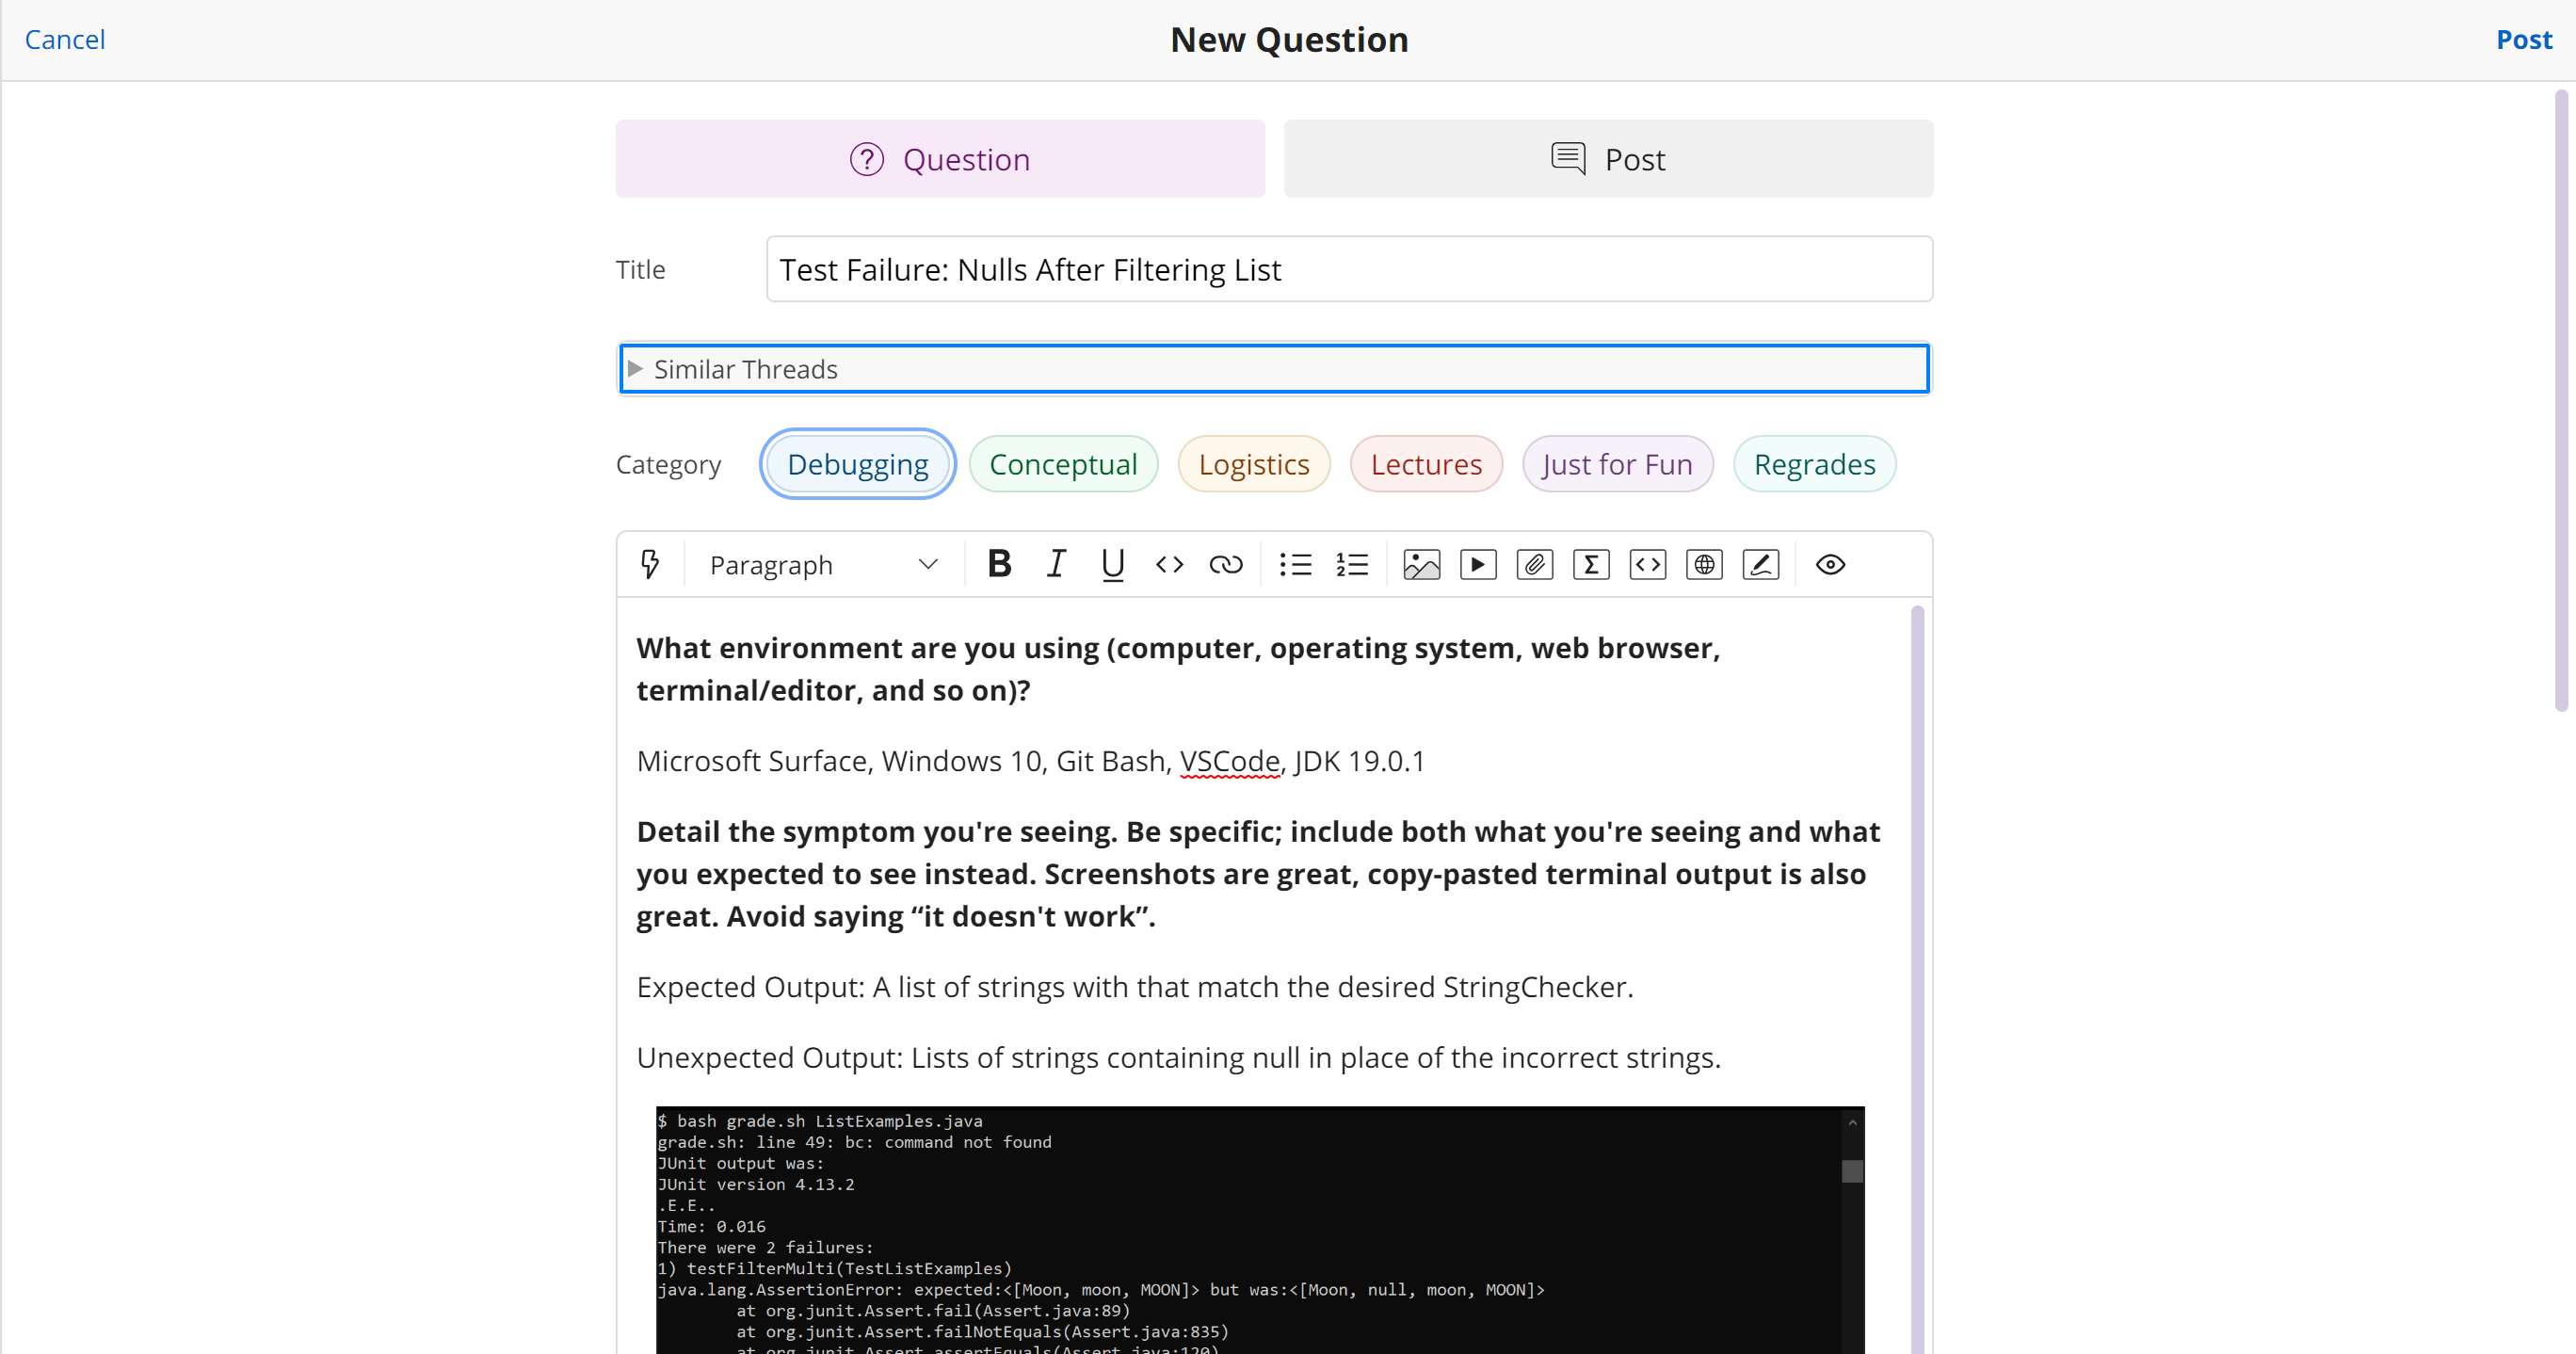 Cancel
New Question
Post
Question
Post
Title
Test Failure: Nulls After Filtering List
Similar Threads
Category
Debugging
Conceptual
Logistics
Lectures
Just for Fun
Regrades
Paragraph
What environment are you using (computer, operating system, web browser,
terminal/editor, and so on)?
Microsoft Surface, Windows 10, Git Bash, VSCode, JDK 19.0.1
Detail the symptom you're seeing. Be specific; include both what you're seeing and what
you expected to see instead. Screenshots are great, copy-pasted terminal output is also
great. Avoid saying “it doesn't work”.
Expected Output: A list of strings with that match the desired StringChecker.
Unexpected Output: Lists of strings containing null in place of the incorrect strings.
$ bash grade.sh ListExamples.java
grade.sh: line 49: bc: command not found
JUnit output was:
JUnit version 4.13.2
.E.E..
Time: 0.016
There were 2 failures:
1) testFilterMulti(TestListExamples)
java.lang.AssertionError: expected:<[Moon, moon, MOON]> but was:<[Moon, null, moon, MOON]>
at org.junit.Assert.fail(Assert.java:89)
at org.junit.Assert.failNotEquals(Assert.java:835)
at org.junit.Assert.assertEquals(Assert.java:120)